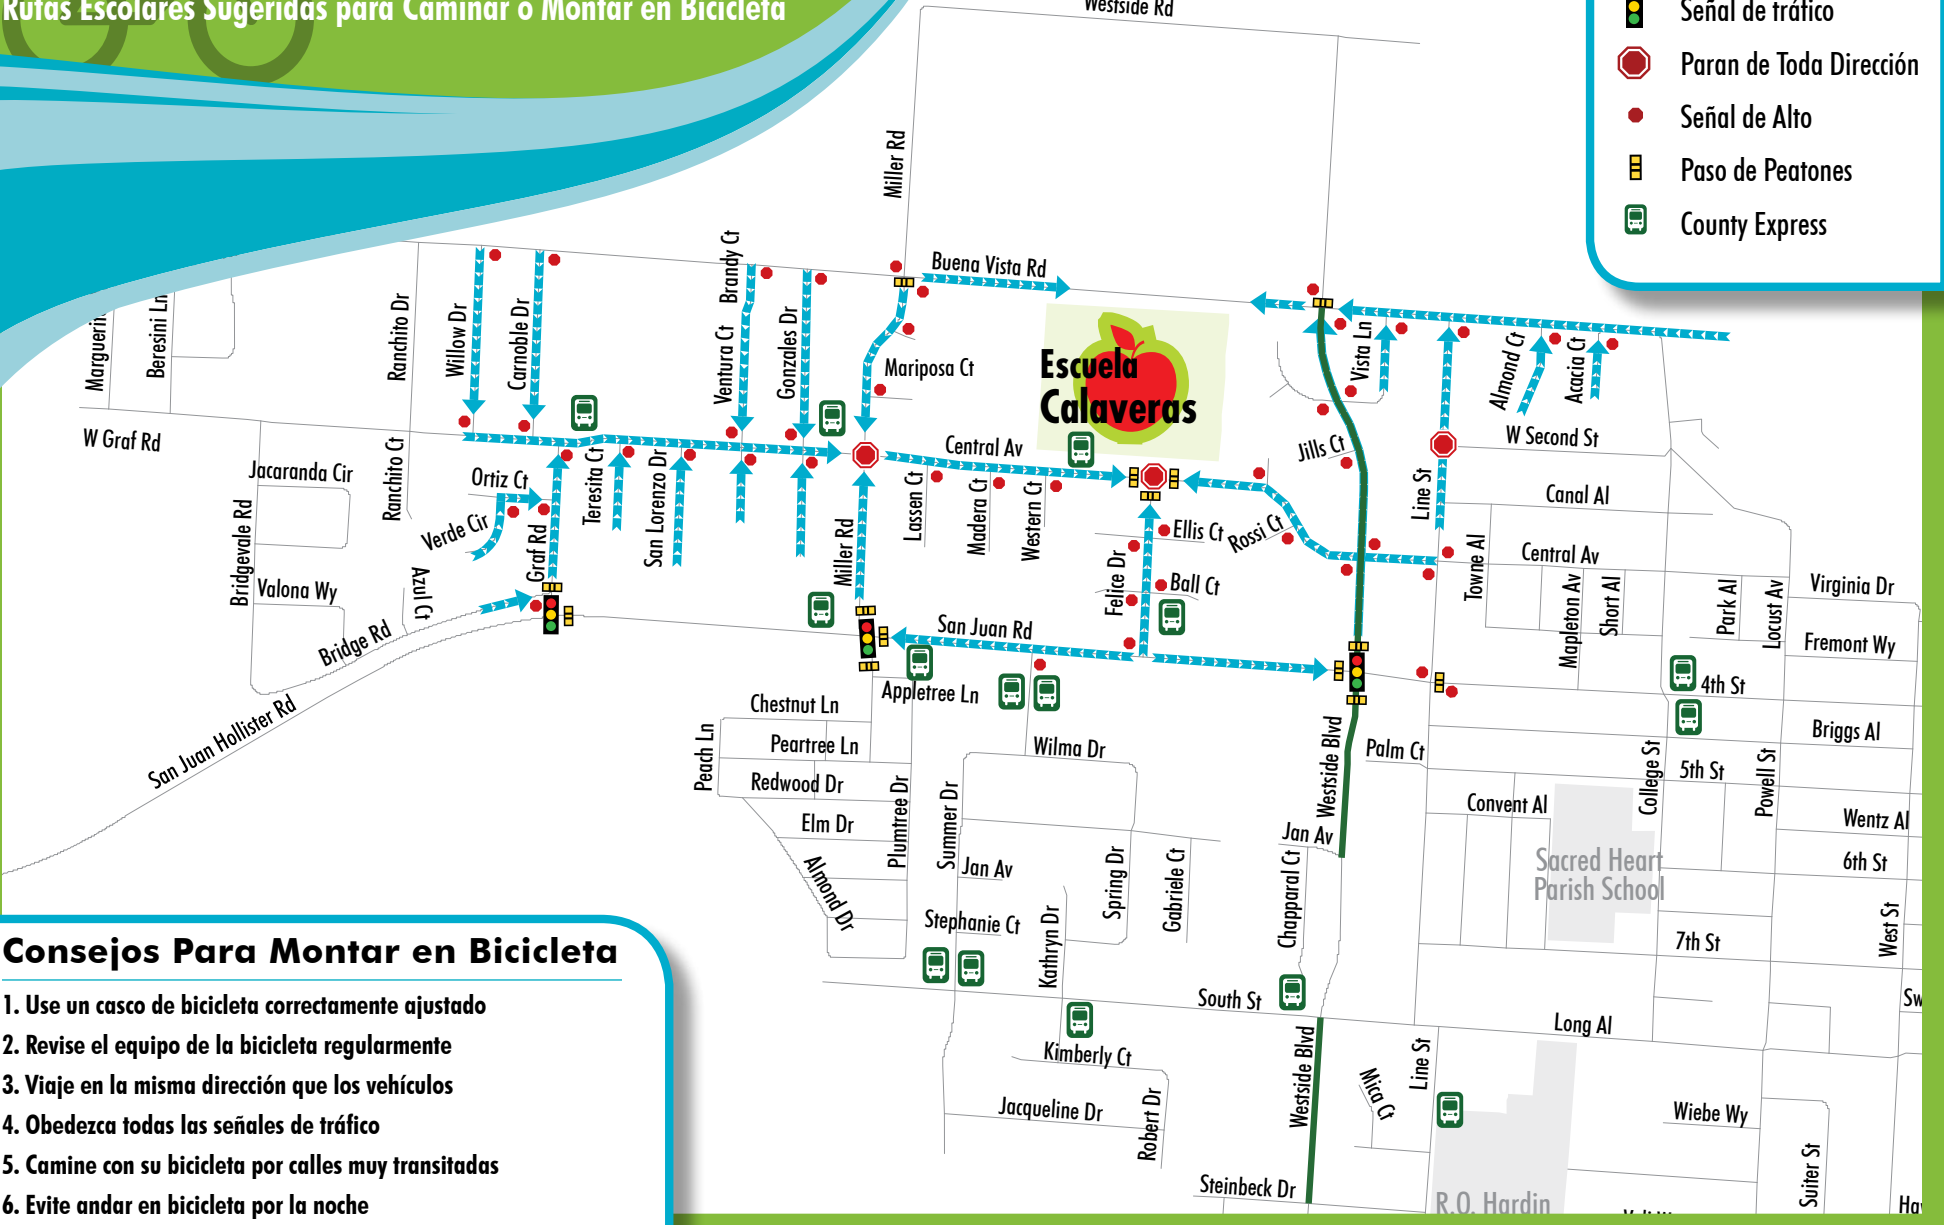 Rutas Escolares Sugeridas para Caminar o Montar en Bicicleta
Westside Rd
Señal de tráfico
Paran de Toda Dirección
Señal de Alto
Paso de Peatones
County Express
Miller Rd
Buena Vista Rd
Brandy Ct
Beresini Ln
Ranchito Dr
Willow Dr
Carnoble Dr
Ventura Ct
Gonzales Dr
Mariposa Ct
Escuela
Calaveras
Vista Ln
Almond Ct
Acacia Ct
W Graf Rd
Central Av
Jills Ct
W Second St
Jacaranda Cir
Ranchito Ct
Ortiz Ct
Verde Cir
Graf Rd
Teresita Ct
San Lorenzo Dr
Miller Rd
Lassen Ct
Madera Ct
Western Ct
Ellis Ct
Rossi Ct
Line St
Canal Al
Bridgevale Rd
Valona Wy
Azul Ct
Bridge Rd
Felice Dr
Ball Ct
Towne Al
Central Av
Mapleton Av
Short Al
Park Al
Locust Av
Virginia Dr
Fremont Wy
San Juan Rd
San Juan Hollister Rd
Appletree Ln
Chestnut Ln
Peach Ln
Peartree Ln
Redwood Dr
Elm Dr
Almond Dr
Plumtree Dr
Summer Dr
Wilma Dr
Westside Blvd
Palm Ct
4th St
Briggs Al
College St
5th St
Powell St
Convent Al
Wentz Al
Jan Av
Sacred Heart
Parish School
6th St
Jan Av
Spring Dr
Gabriele Ct
Chapparal Ct
Stephanie Ct
Kathryn Dr
7th St
West St
South St
Long Al
Kimberly Ct
Westside Blvd
Mica Ct
Line St
Jacqueline Dr
Robert Dr
Wiebe Wy
Suiter St
Steinbeck Dr
R.O. Hardin
Consejos Para Montar en Bicicleta
1. Use un casco de bicicleta correctamente ajustado
2. Revise el equipo de la bicicleta regularmente
3. Viaje en la misma dirección que los vehículos
4. Obedezca todas las señales de tráfico
5. Camine con su bicicleta por calles muy transitadas
6. Evite andar en bicicleta por la noche